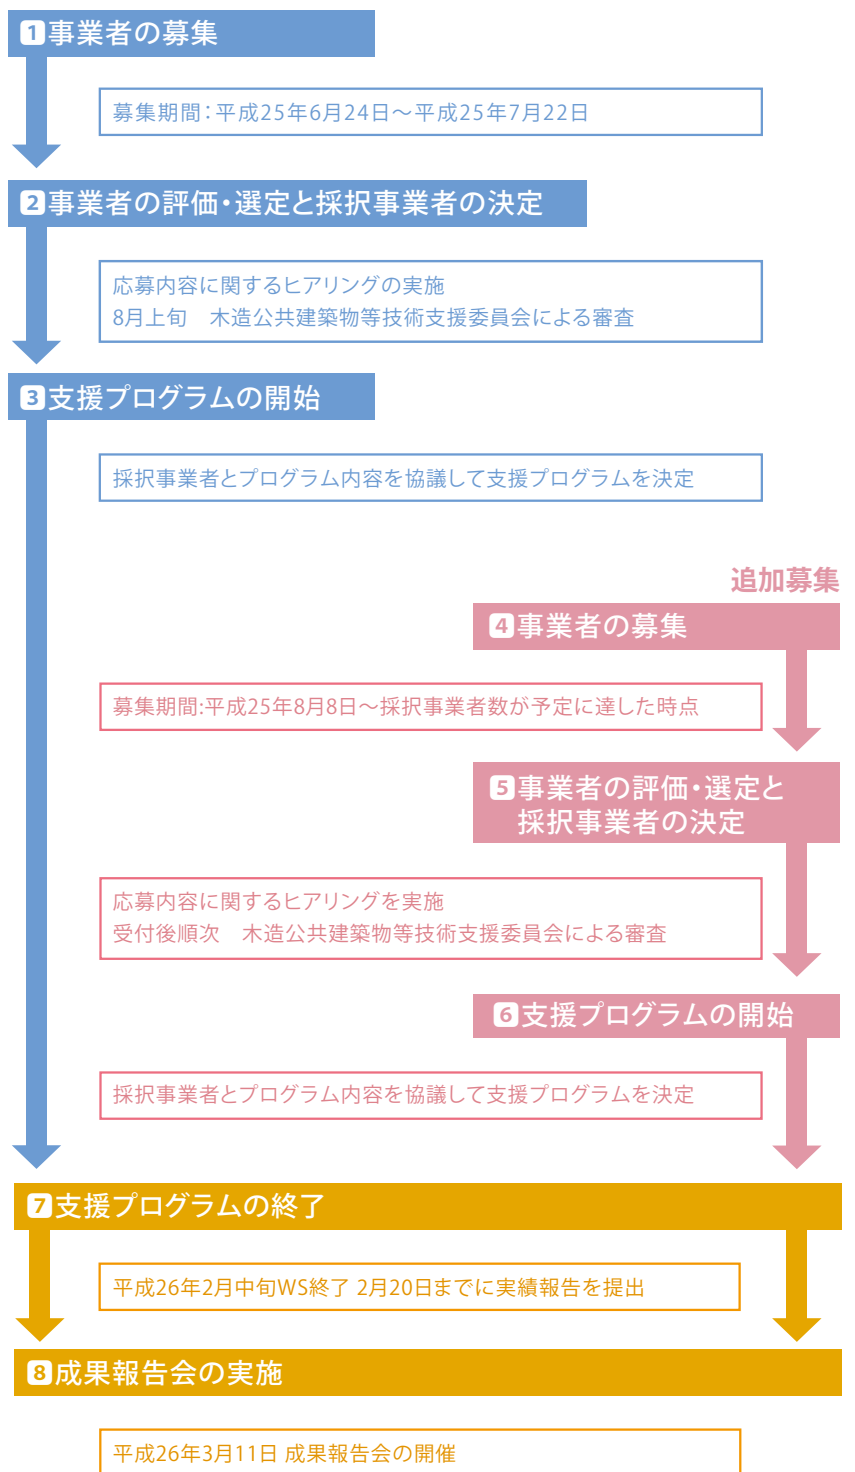 1事業者の募集
募集期間：平成25年6月24日～平成25年7月22日
2事業者の評価・選定と採択事業者の決定
応募内容に関するヒアリングの実施
8月上旬　木造公共建築物等技術支援委員会による審査
3支援プログラムの開始
採択事業者とプログラム内容を協議して支援プログラムを決定
追加募集
4事業者の募集
募集期間:平成25年8月8日～採択事業者数が予定に達した時点
5事業者の評価・選定と
採択事業者の決定
応募内容に関するヒアリングを実施
受付後順次　木造公共建築物等技術支援委員会による審査
6支援プログラムの開始
採択事業者とプログラム内容を協議して支援プログラムを決定
7支援プログラムの終了
平成26年2月中旬WS終了 2月20日までに実績報告を提出
8成果報告会の実施
平成26年3月11日 成果報告会の開催